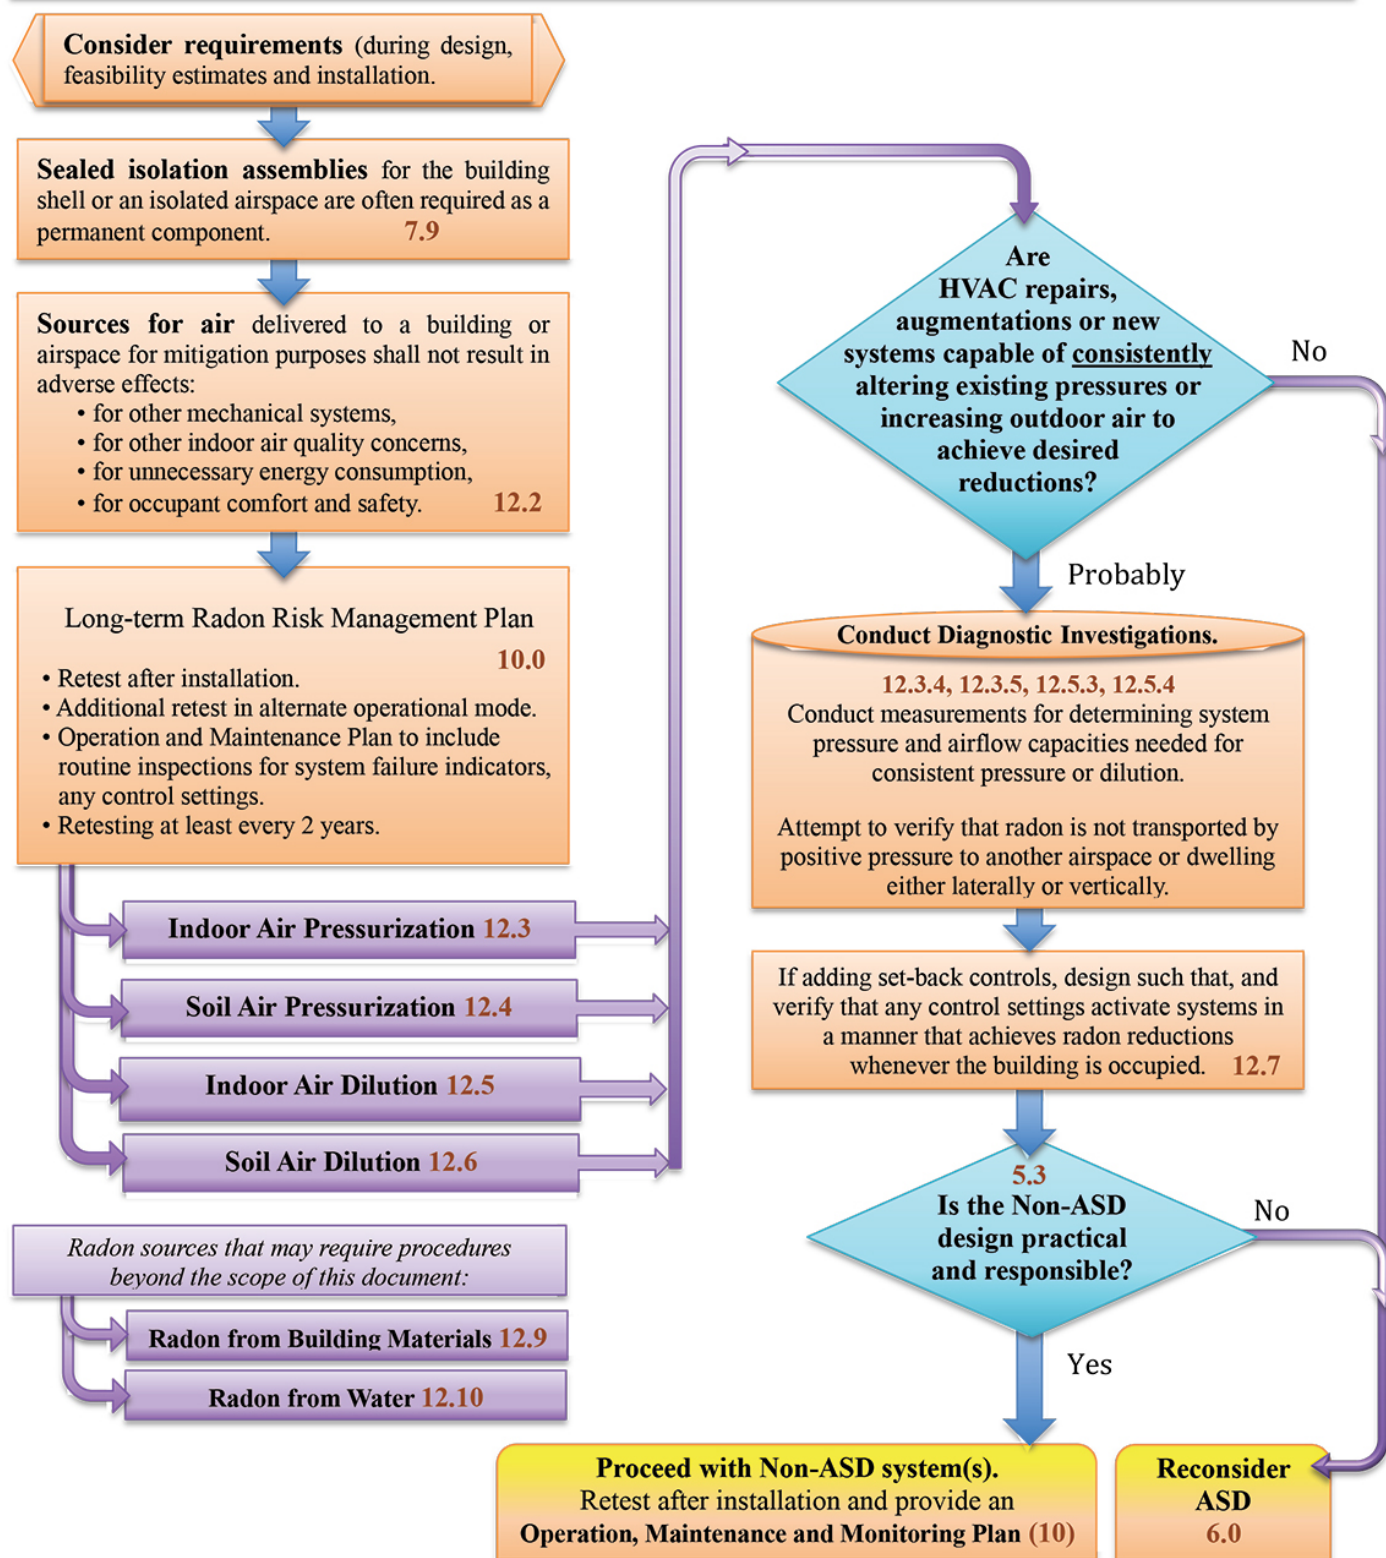 Consider requirements (during design,
feasibility estimates and installation.
Sealed isolation assemblies for the building
shell or an isolated airspace are often required as a
permanent component. 7.9
Sources for air delivered to a building or
airspace for mitigation purposes shall not result in
adverse effects:
• for other mechanical systems,
• for other indoor air quality concerns,
• for unnecessary energy consumption,
• for occupant comfort and safety. 12.2
Long-term Radon Risk Management Plan
10.0
• Retest after installation.
• Additional retest in alternate operational mode.
• Operation and Maintenance Plan to include
routine inspections for system failure indicators,
any control settings.
• Retesting at least every 2 years.
Indoor Air Pressurization 12.3
Soil Air Pressurization 12.4
Indoor Air Dilution 12.5
Soil Air Dilution 12.6
Radon sources that may require procedures
beyond the scope of this document:
Radon from Building Materials 12.9
Radon from Water 12.10
Are
HVAC repairs,
augmentations or new
systems capable of consistently
altering existing pressures or
increasing outdoor air to
achieve desired
reductions?
No
Probably
Conduct Diagnostic Investigations.
12.3.4, 12.3.5, 12.5.3, 12.5.4
Conduct measurements for determining system
pressure and airflow capacities needed for
consistent pressure or dilution.
Attempt to verify that radon is not transported by
positive pressure to another airspace or dwelling
either laterally or vertically.
If adding set-back controls, design such that, and
verify that any control settings activate systems in
a manner that achieves radon reductions
whenever the building is occupied. 12.7
5.3
Is the Non-ASD
design practical
and responsible?
No
Yes
Proceed with Non-ASD system(s).
Retest after installation and provide an
Operation, Maintenance and Monitoring Plan (10)
Reconsider
ASD
6.0